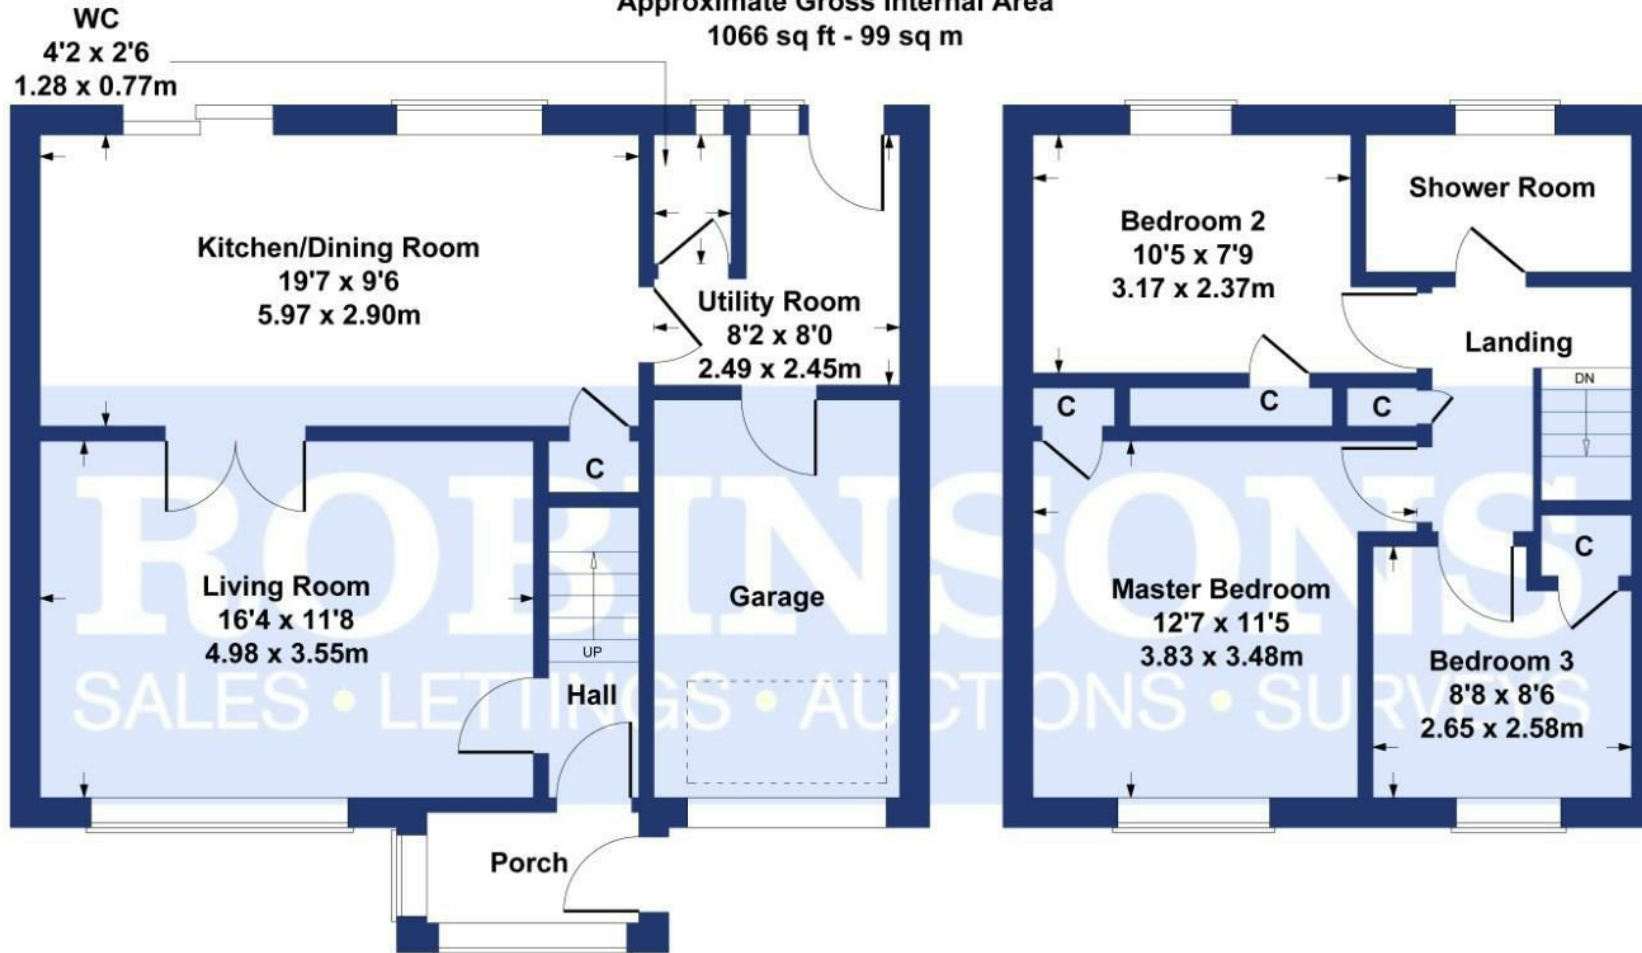 Approximate Gross Internal Area
1066 sq ft - 99 sq m
WC
4'2 x 2'6
1.28 x 0.77m
Kitchen/Dining Room
19'7 x 9'6
5.97 x 2.90m
Utility Room
8'2 x 8'0
2.49 x 2.45m
C
Living Room
16'4 x 11'8
4.98 x 3.55m
UP
Hall
Garage
Porch
Bedroom 2
10'5 x 7'9
3.17 x 2.37m
Shower Room
Landing
DN
C
C
C
Master Bedroom
12'7 x 11'5
3.83 x 3.48m
C
Bedroom 3
8'8 x 8'6
2.65 x 2.58m
ROBINSONS
SALES • LETTINGS • AUCTIONS • SURVEYS